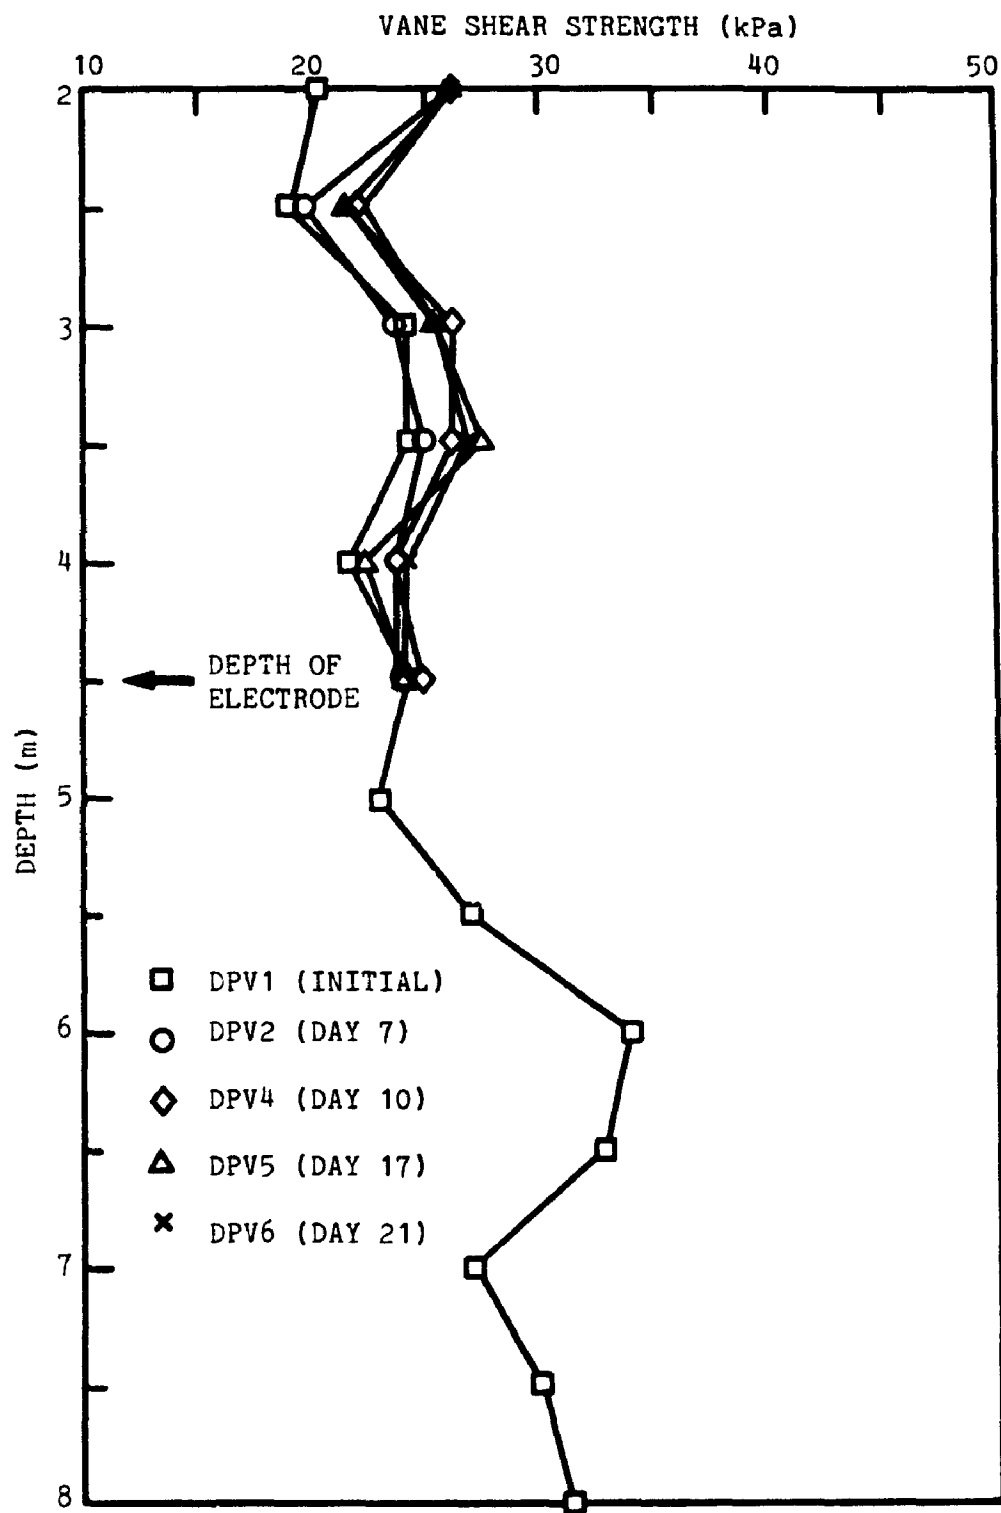 VANE SHEAR STRENGTH (kPa)
10 20 30 40 50
2
3
4
DEPTH OF
ELECTRODE
DEPTH (m)
5
DPV1 (INITIAL)
6
DPV2 (DAY 7)
DPV4 (DAY 10)
DPV5 (DAY 17)
DPV6 (DAY 21)
7
8